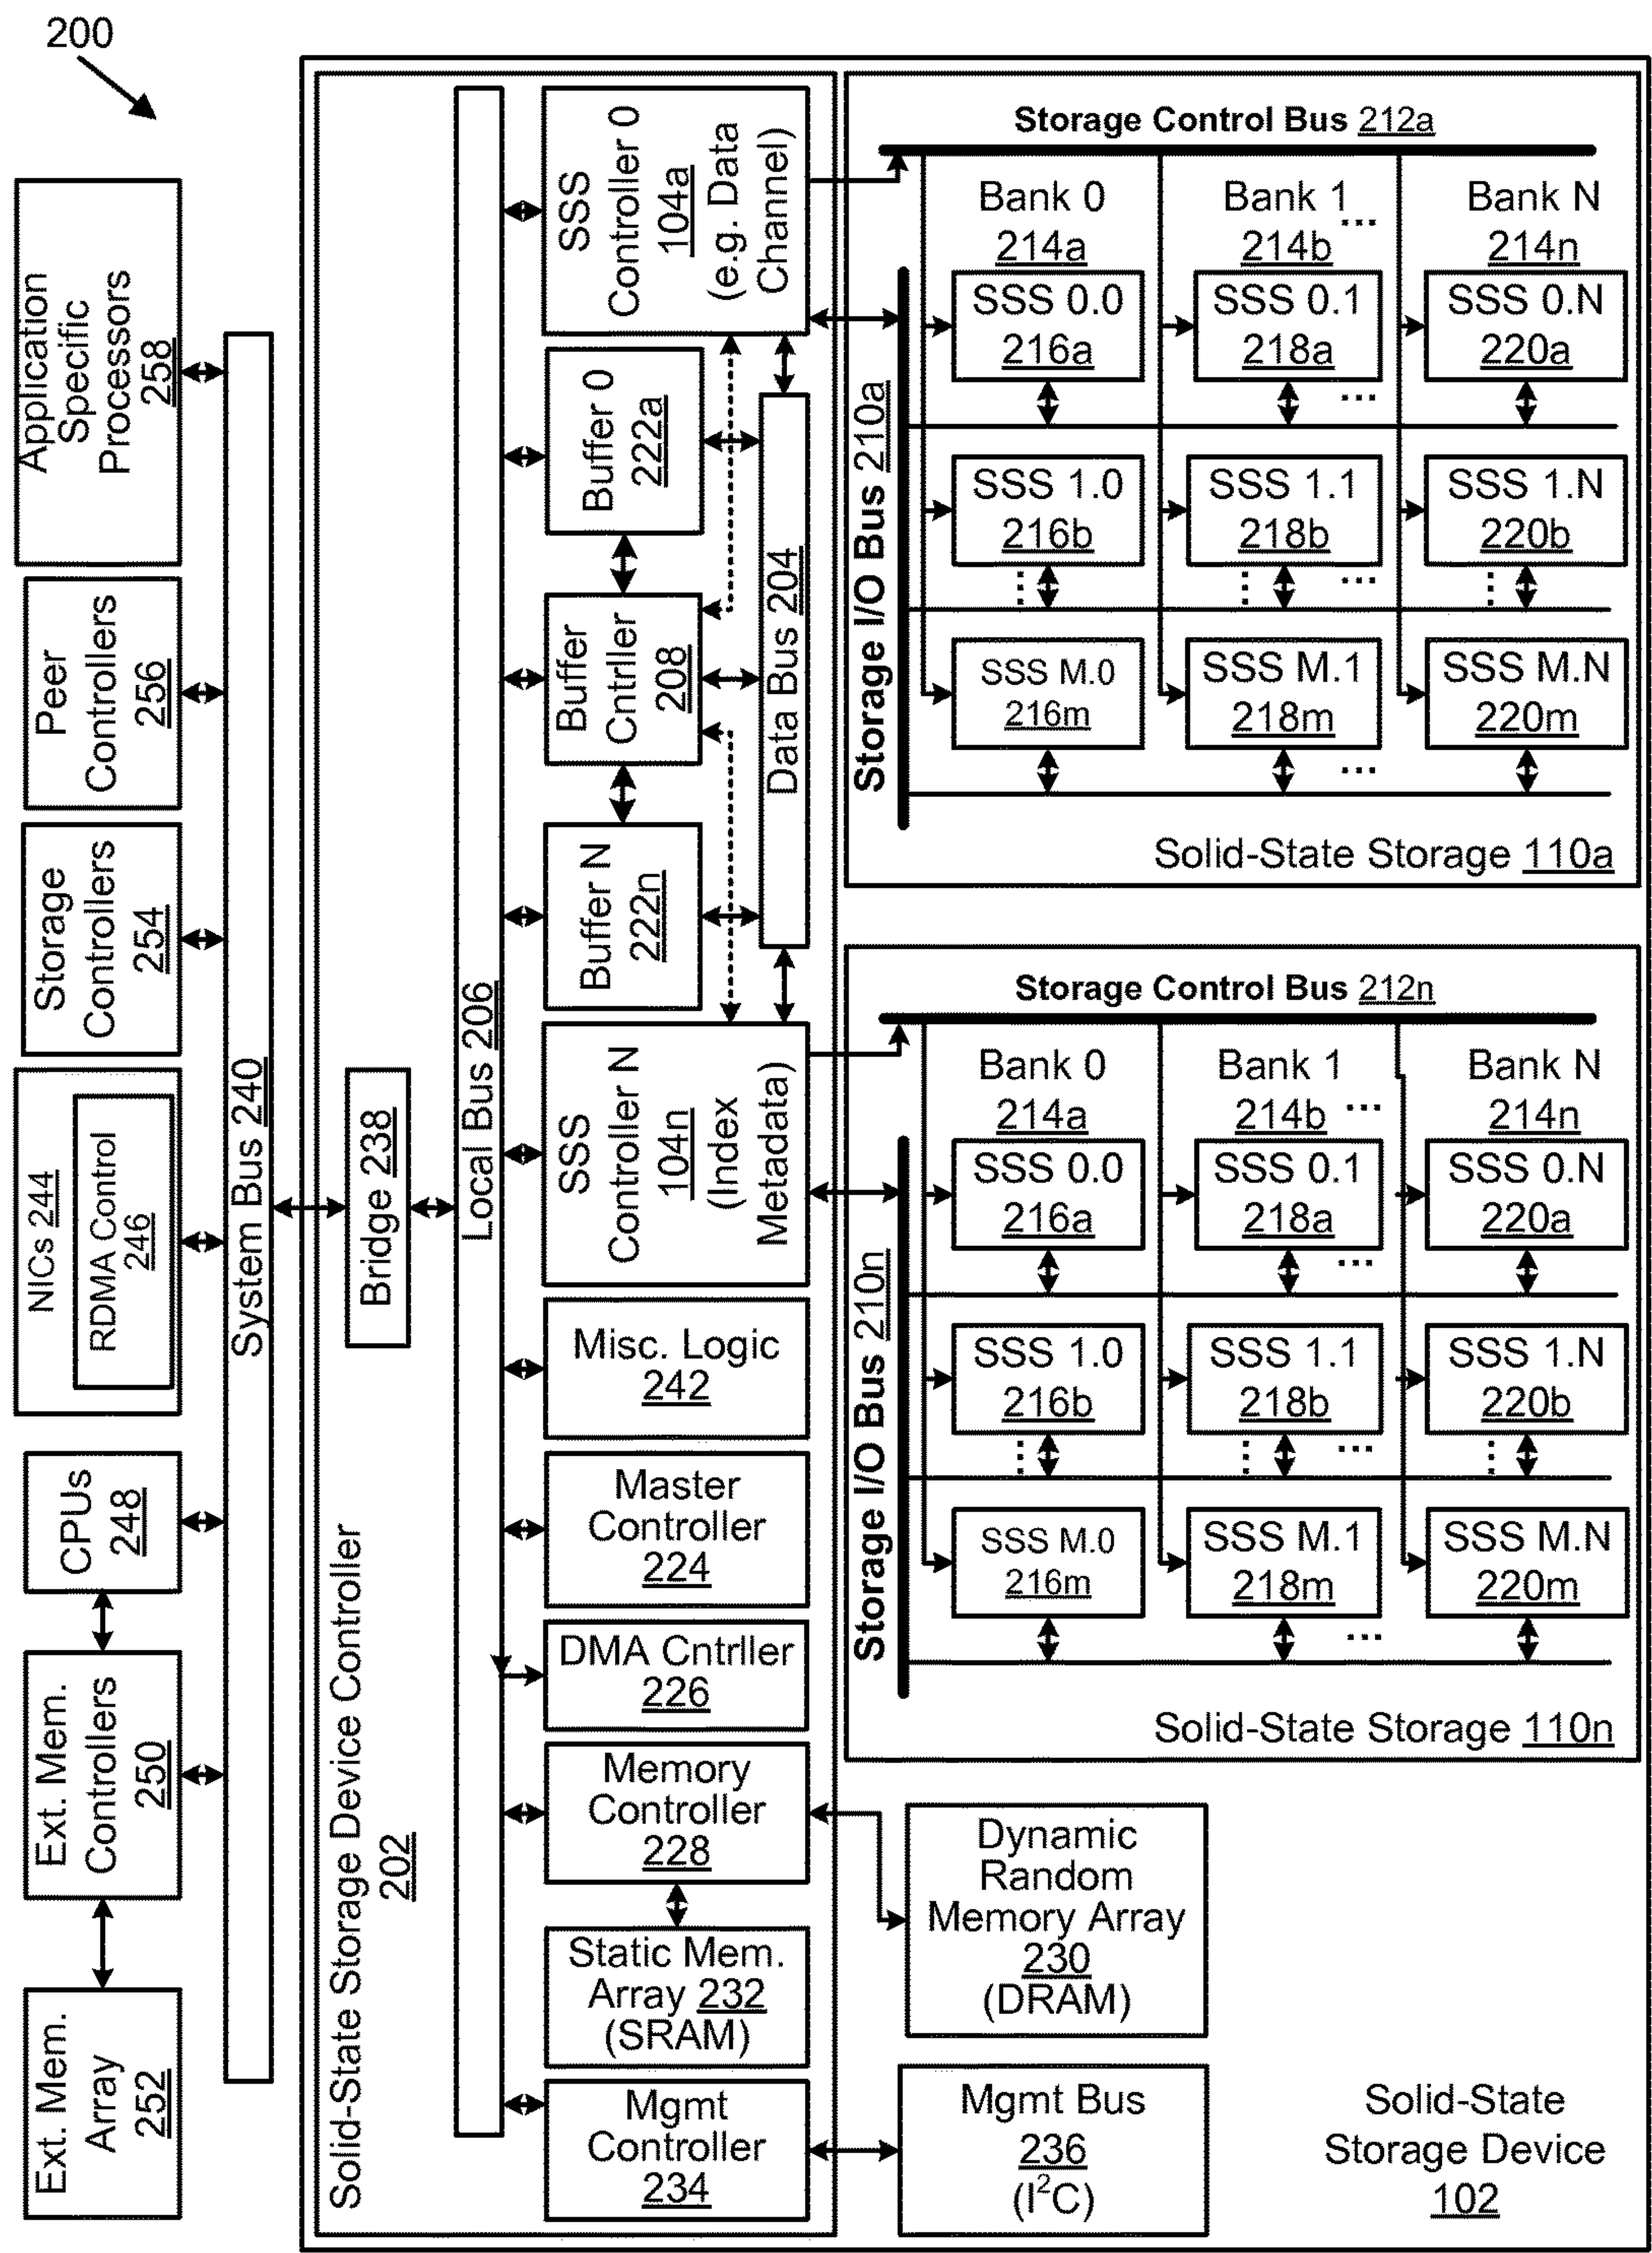 200
Application
Specific
Processors
258
Peer
Controllers
256
Storage
Controllers
254
NICs 244
RDMA Control
246
CPUs
248
Ext. Mem.
Controllers
250
Ext. Mem.
Array
252
System Bus 240
Solid-State Storage Device Controller
202
Bridge 238
Local Bus 206
SSS
Controller 0
104a
(e.g. Data
Channel)
Buffer 0
222a
Buffer
Cntrller
208
Buffer N
222n
Data Bus 204
SSS
Controller N
104n
(Index
Metadata)
Misc. Logic
242
Master
Controller
224
DMA Cntrller
226
Memory
Controller
228
Static Mem.
Array 232
(SRAM)
Mgmt
Controller
234
Storage Control Bus 212a
Storage I/O Bus 210a
Bank 0
214a
Bank 1
214b
...
Bank N
214n
SSS 0.0
216a
SSS 0.1
218a
SSS 0.N
220a
...
SSS 1.0
216b
SSS 1.1
218b
SSS 1.N
220b
... ... ... ...
SSS M.0
216m
SSS M.1
218m
SSS M.N
220m
...
Solid-State Storage 110a
Storage Control Bus 212n
Storage I/O Bus 210n
Bank 0
214a
Bank 1
214b
...
Bank N
214n
SSS 0.0
216a
SSS 0.1
218a
SSS 0.N
220a
...
SSS 1.0
216b
SSS 1.1
218b
SSS 1.N
220b
... ... ... ...
SSS M.0
216m
SSS M.1
218m
SSS M.N
220m
...
Solid-State Storage 110n
Dynamic
Random
Memory Array
230
(DRAM)
Mgmt Bus
236
(I²C)
Solid-State
Storage Device
102